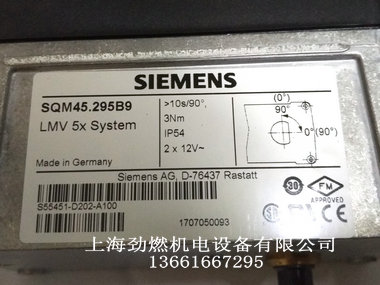 SIEMENS
SQM45.295B9
LMV 5x System
Made in Germany
>10s/90°,
3Nm
IP54
2 x 12V~
(0°)
90°
0°(90°)
Siemens AG, D-76437 Rastatt
S55451-D202-A100
1707050093
30
FM
APPROVED
上海劲燃机电设备有限公司
13661667295